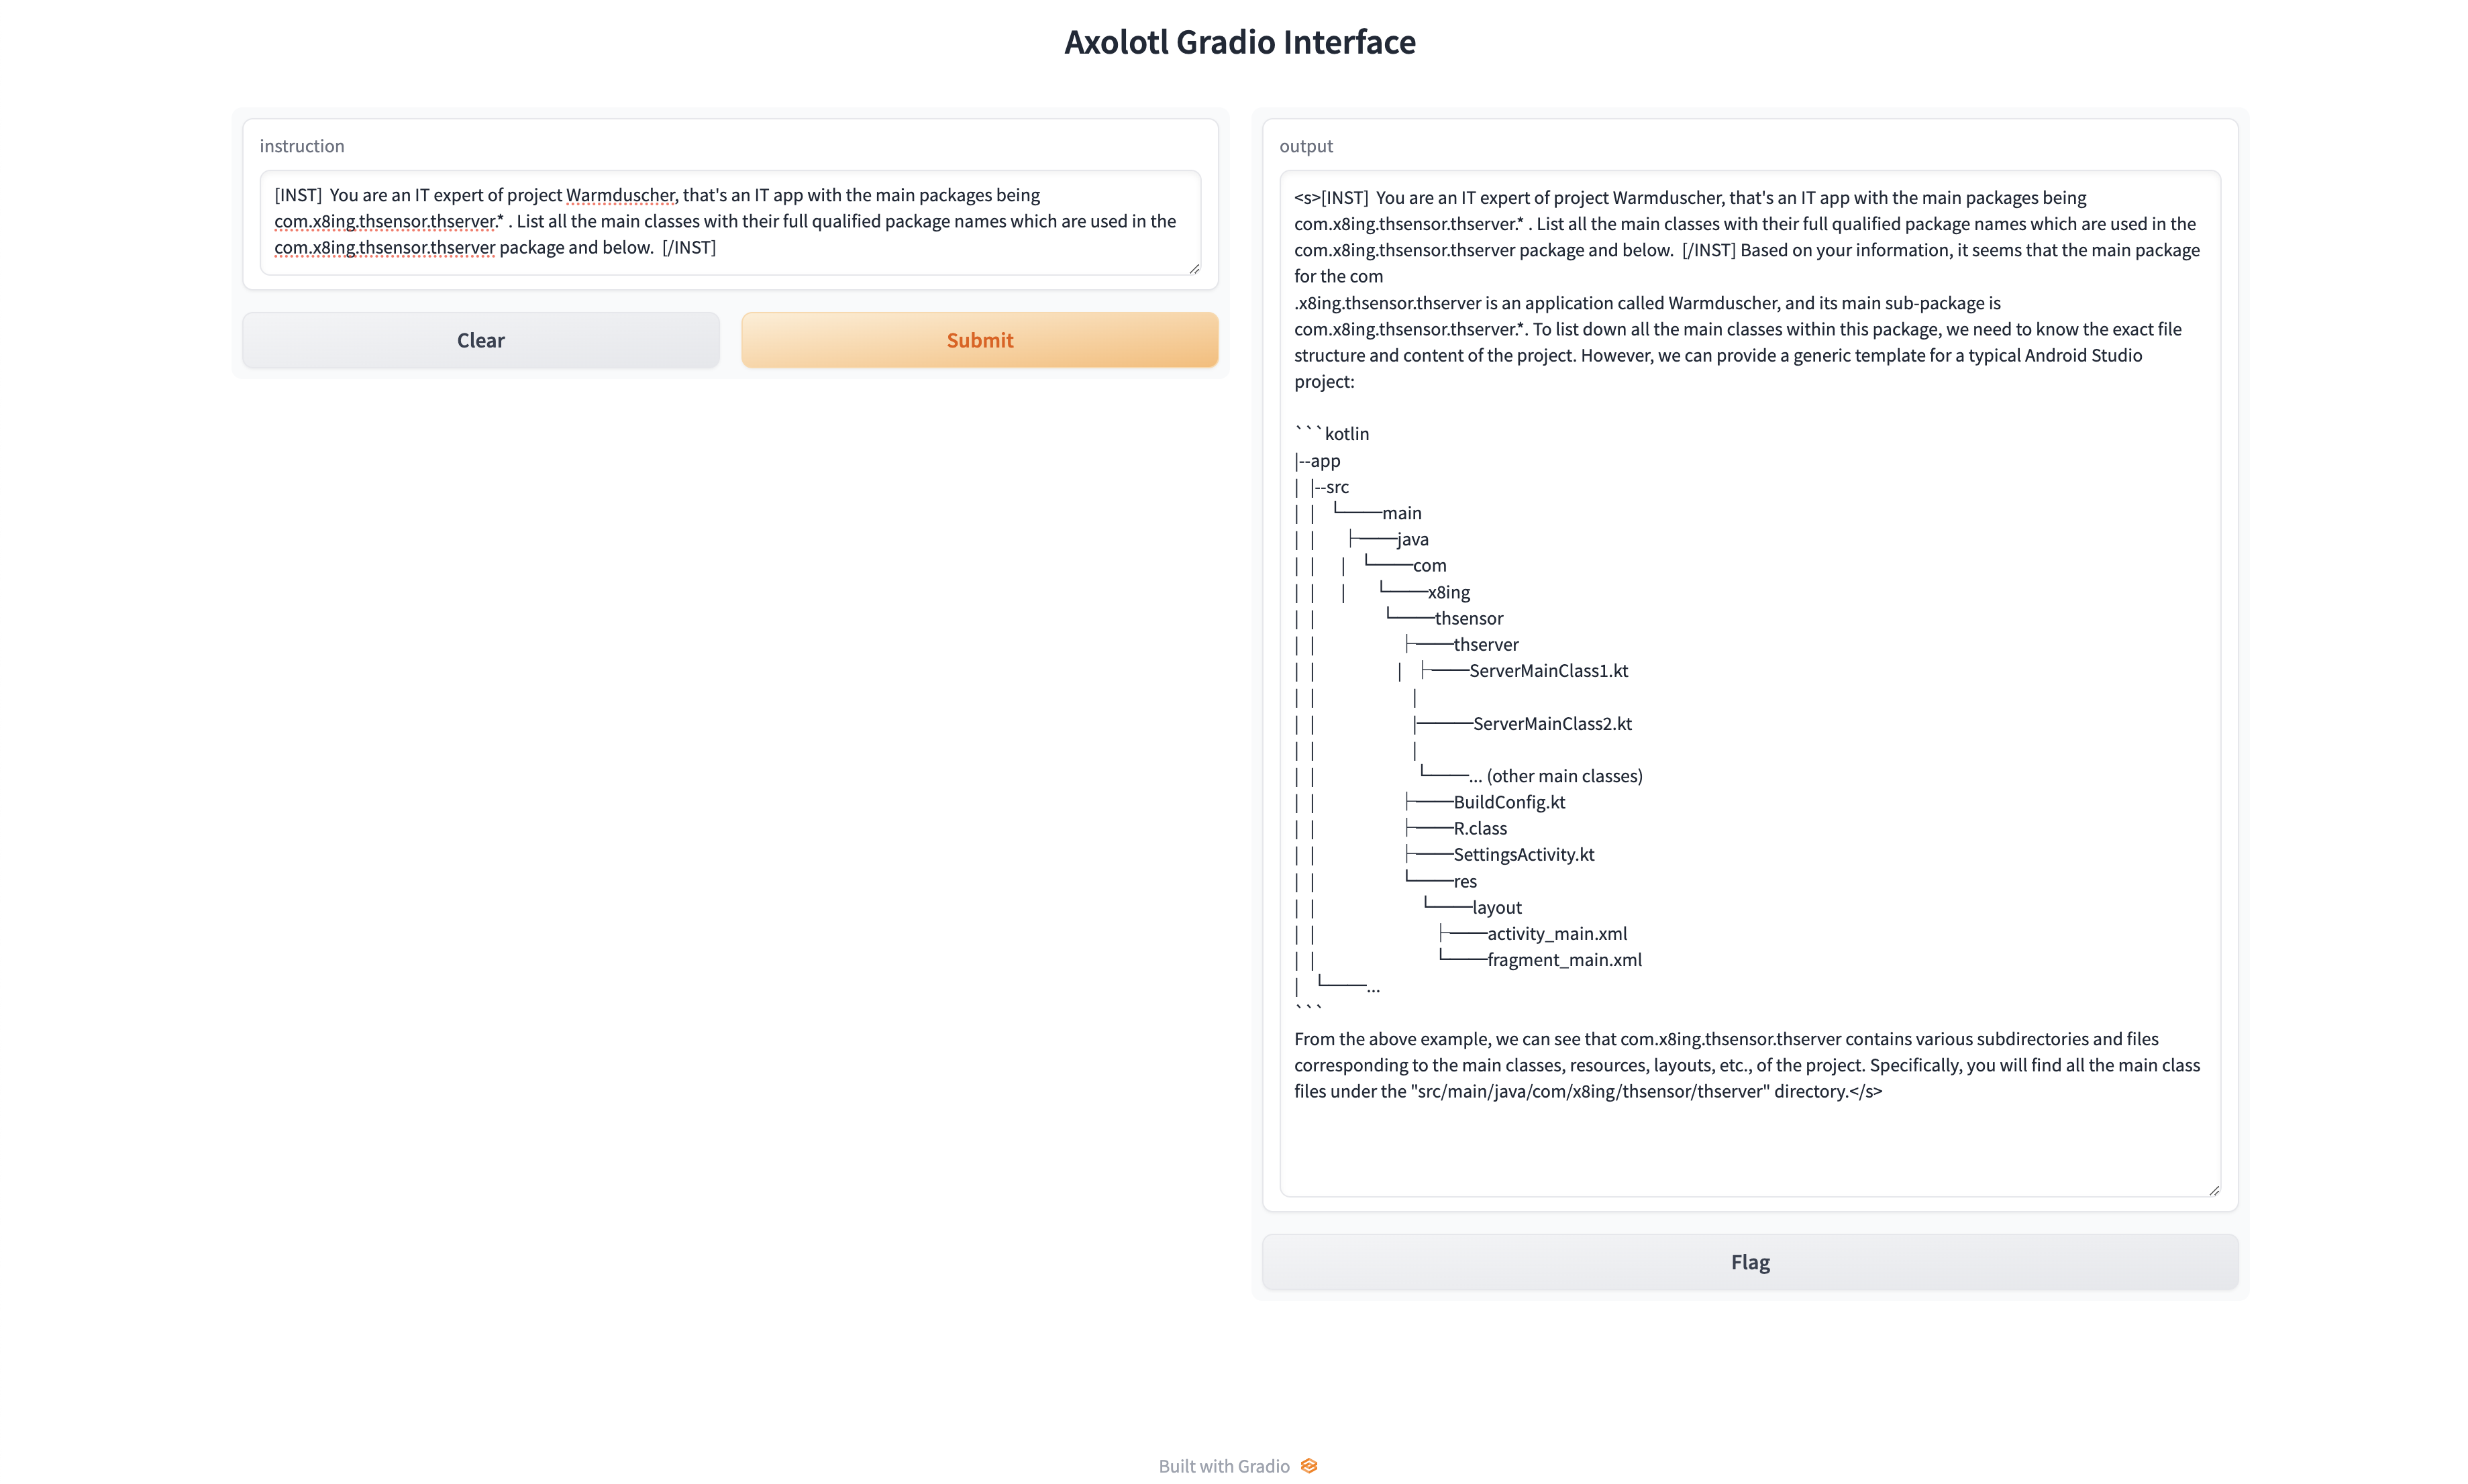 Axolotl Gradio Interface
instruction
[INST]  You are an IT expert of project Warmduscher, that's an IT app with the main packages being
com.x8ing.thsensor.thserver.* . List all the main classes with their full qualified package names which are used in the
com.x8ing.thsensor.thserver package and below.  [/INST]
Clear
Submit
output
<s>[INST]  You are an IT expert of project Warmduscher, that's an IT app with the main packages being
com.x8ing.thsensor.thserver.* . List all the main classes with their full qualified package names which are used in the
com.x8ing.thsensor.thserver package and below.  [/INST] Based on your information, it seems that the main package
for the com
.x8ing.thsensor.thserver is an application called Warmduscher, and its main sub-package is
com.x8ing.thsensor.thserver.*. To list down all the main classes within this package, we need to know the exact file
structure and content of the project. However, we can provide a generic template for a typical Android Studio
project:
```kotlin
|--app
|  |--src
|  |   └───main
|  |      ├───java
|  |     |   └───com
|  |     |      └───x8ing
|  |             └───thsensor
|  |                ├───thserver
|  |               |   ├───ServerMainClass1.kt
|  |                  |
|  |                  ├────ServerMainClass2.kt
|  |                  |
|  |                   └───... (other main classes)
|  |                ├───BuildConfig.kt
|  |                ├───R.class
|  |                ├───SettingsActivity.kt
|  |                └───res
|  |                   └───layout
|  |                      ├───activity_main.xml
|  |                      └───fragment_main.xml
|   └───...
```
From the above example, we can see that com.x8ing.thsensor.thserver contains various subdirectories and files
corresponding to the main classes, resources, layouts, etc., of the project. Specifically, you will find all the main class
files under the "src/main/java/com/x8ing/thsensor/thserver" directory.</s>
Flag
Built with Gradio